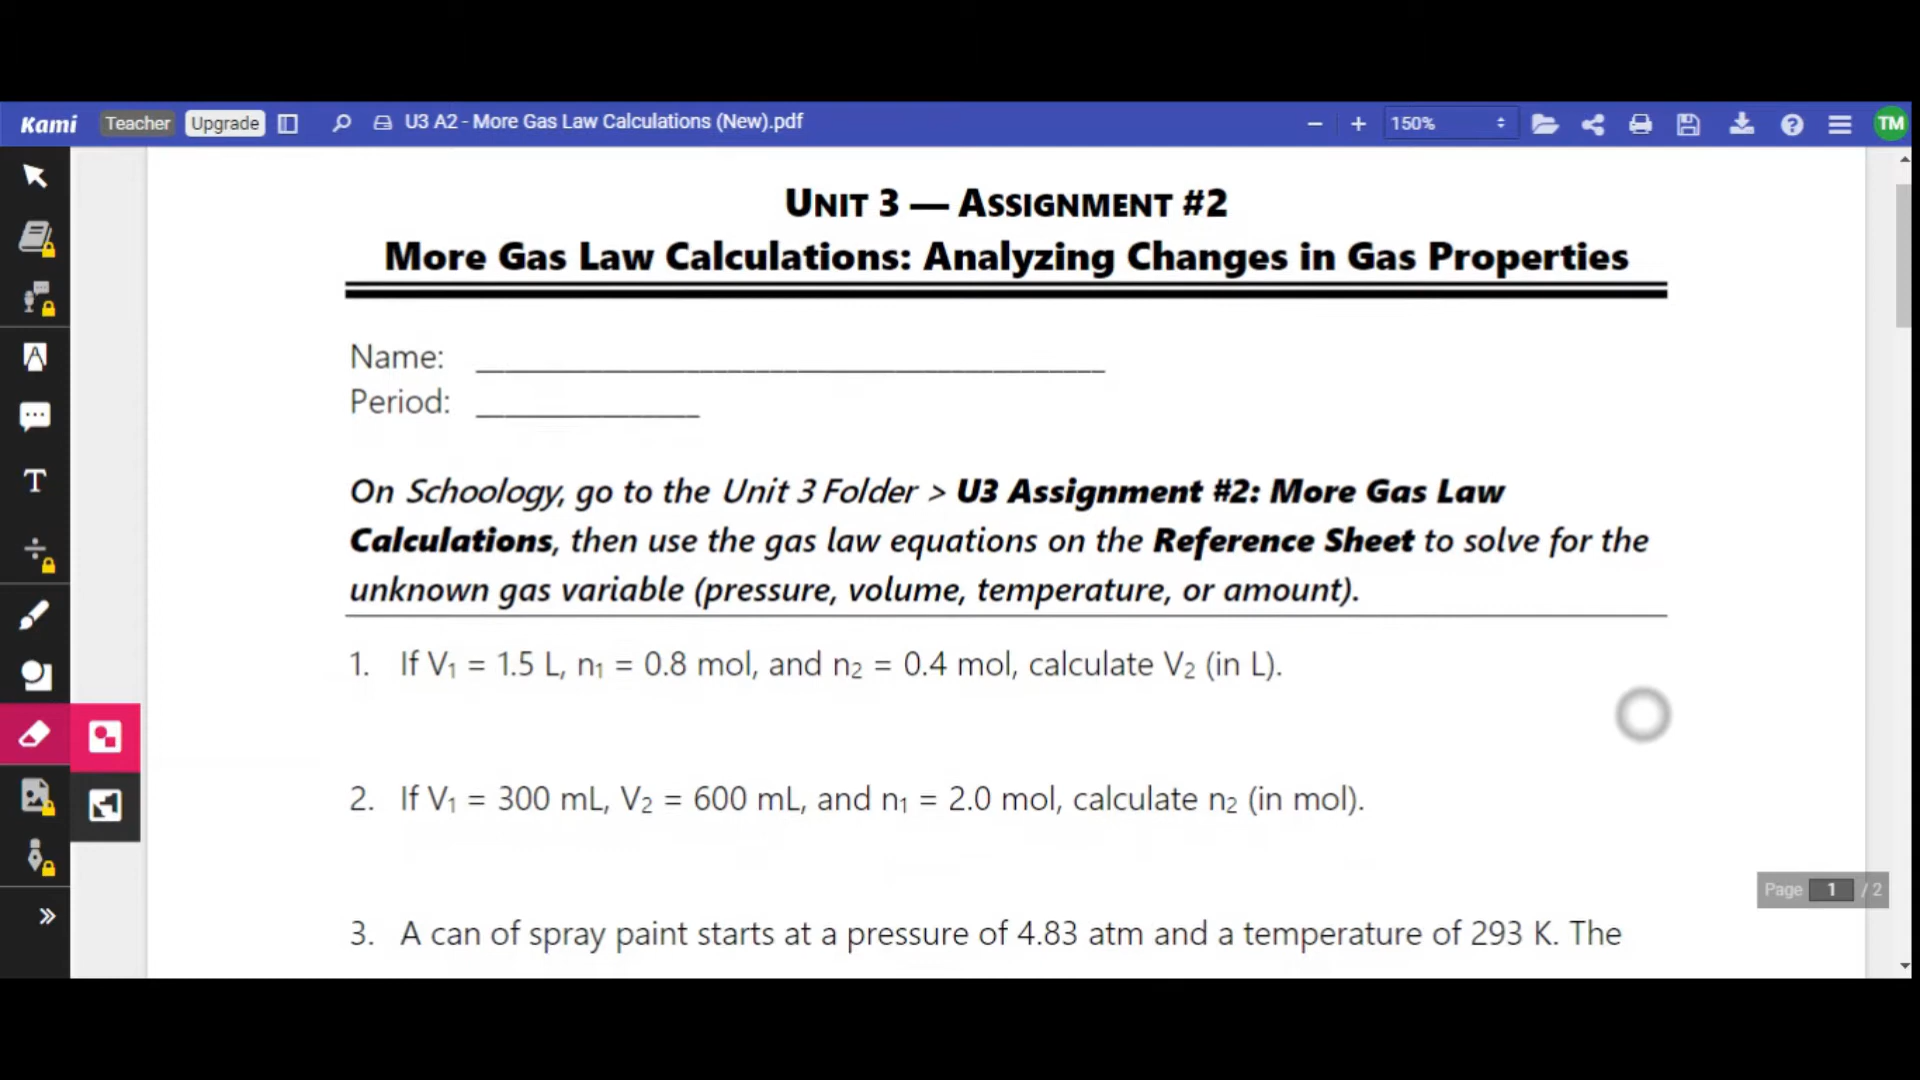 Kami Teacher Upgrade U3 A2 - More Gas Law Calculations (New).pdf 150% TM
UNIT 3 — ASSIGNMENT #2
More Gas Law Calculations: Analyzing Changes in Gas Properties
Name: ______________________________________
Period: ______________
On Schoology, go to the Unit 3 Folder > U3 Assignment #2: More Gas Law
Calculations, then use the gas law equations on the Reference Sheet to solve for the
unknown gas variable (pressure, volume, temperature, or amount).
1. If V₁ = 1.5 L, n₁ = 0.8 mol, and n₂ = 0.4 mol, calculate V₂ (in L).
2. If V₁ = 300 mL, V₂ = 600 mL, and n₁ = 2.0 mol, calculate n₂ (in mol).
Page 1 / 2
3. A can of spray paint starts at a pressure of 4.83 atm and a temperature of 293 K. The